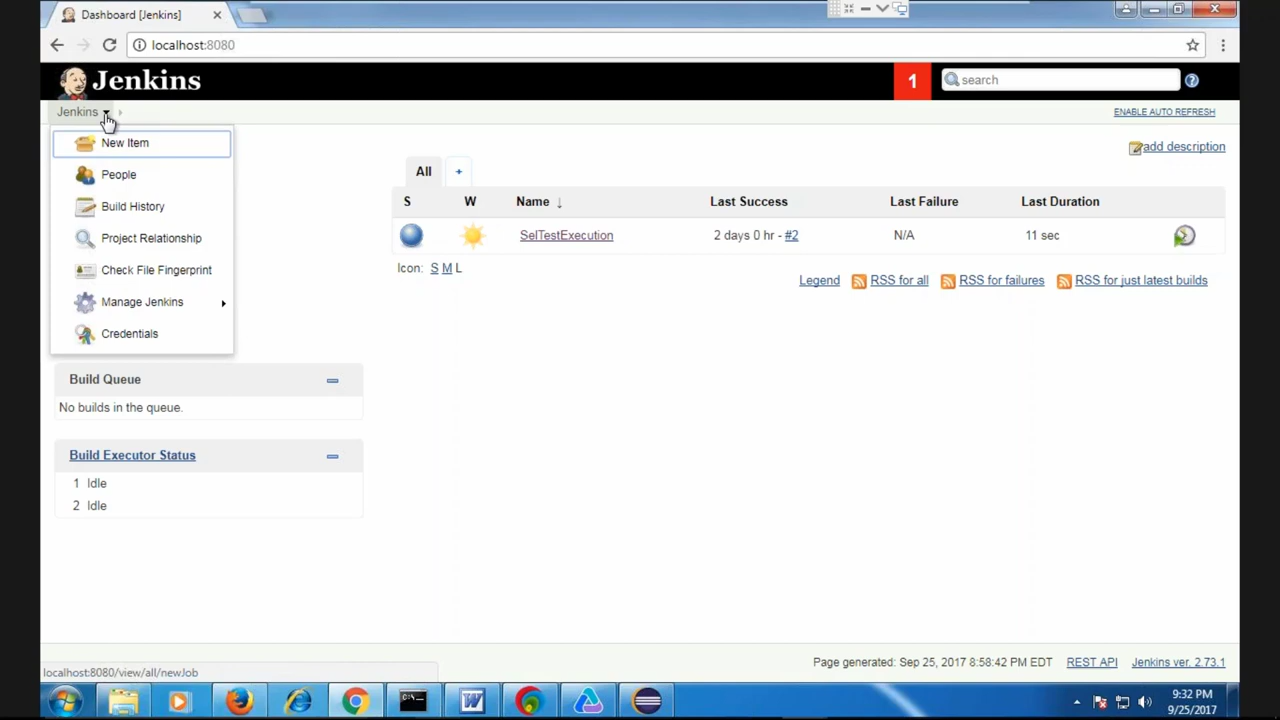 Dashboard [Jenkins]
localhost:8080
Jenkins
1
search
Jenkins
ENABLE AUTO REFRESH
New Item
People
Build History
Project Relationship
Check File Fingerprint
Manage Jenkins
Credentials
add description
All +
S W Name ↓ Last Success Last Failure Last Duration
SelTestExecution 2 days 0 hr - #2 N/A 11 sec
Icon: S M L
Legend RSS for all RSS for failures RSS for just latest builds
Build Queue
No builds in the queue.
Build Executor Status
1 Idle
2 Idle
Page generated: Sep 25, 2017 8:58:42 PM EDT REST API Jenkins ver. 2.73.1
localhost:8080/view/all/newJob
9:32 PM
9/25/2017